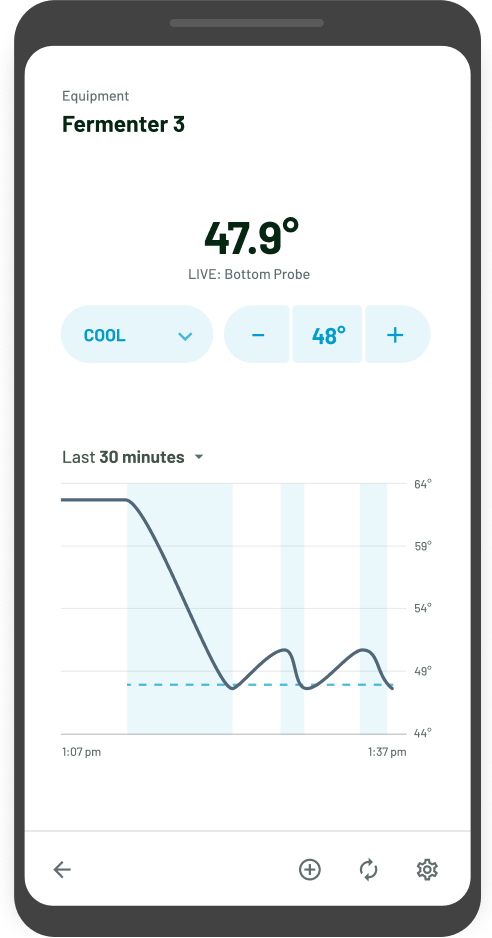 Equipment
Fermenter 3
47.9°
LIVE: Bottom Probe
COOL
− 48° +
Last 30 minutes
64°
59°
54°
49°
44°
1:07 pm 1:37 pm